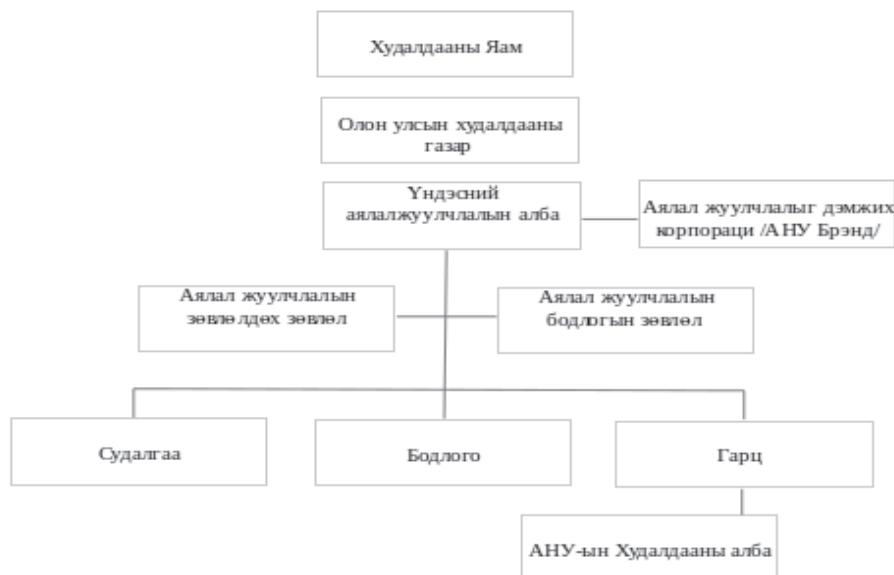 Худалдааны Яам
Олон улсын худалдааны
газар
Үндэсний
аялалжуулчлалын алба
Аялал жуулчлалыг дэмжих
корпораци /АНУ Брэнд/
Аялал жуулчлалын
зөвлөлдөх зөвлөл
Аялал жуулчлалын
бодлогын зөвлөл
Судалгаа
Бодлого
Гарц
АНУ-ын Худалдааны алба